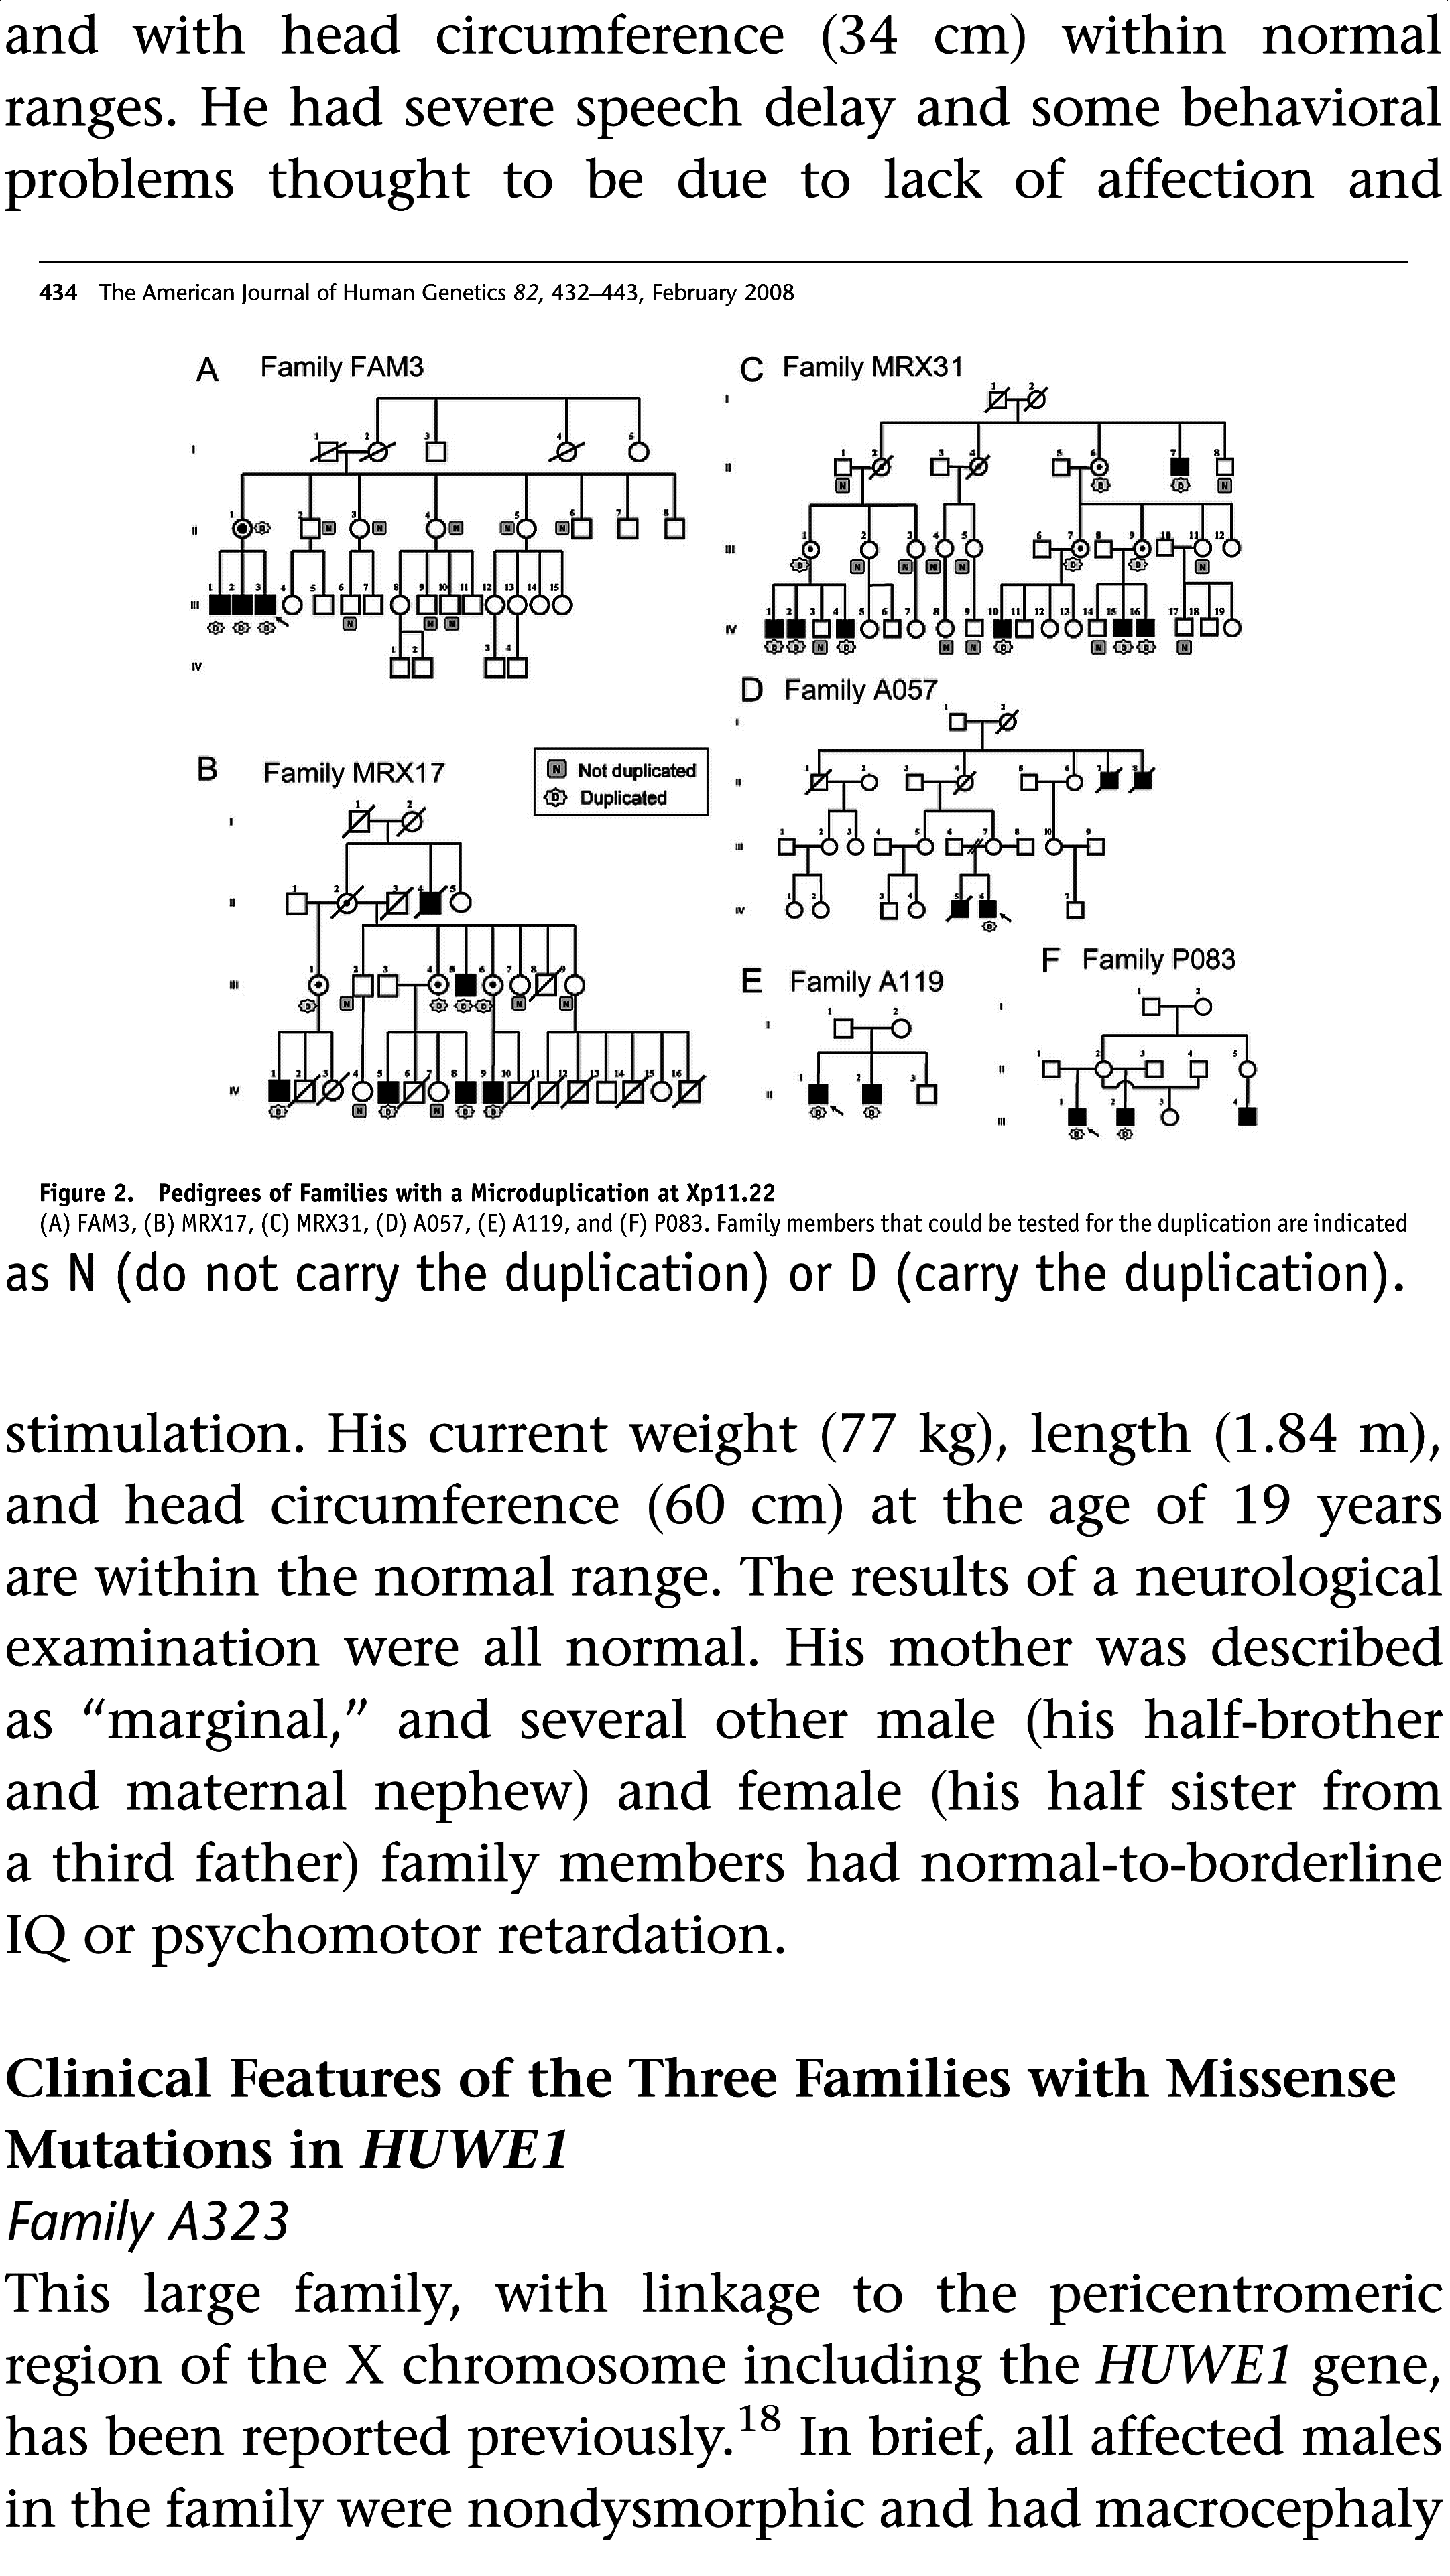 and with head circumference (34 cm) within normal
ranges. He had severe speech delay and some behavioral
problems thought to be due to lack of affection and
434 The American Journal of Human Genetics 82, 432–443, February 2008
A Family FAM3
C Family MRX31
D Family A057
B Family MRX17
N Not duplicated
D Duplicated
E Family A119
F Family P083
Figure 2. Pedigrees of Families with a Microduplication at Xp11.22
(A) FAM3, (B) MRX17, (C) MRX31, (D) A057, (E) A119, and (F) P083. Family members that could be tested for the duplication are indicated
as N (do not carry the duplication) or D (carry the duplication).
stimulation. His current weight (77 kg), length (1.84 m),
and head circumference (60 cm) at the age of 19 years
are within the normal range. The results of a neurological
examination were all normal. His mother was described
as “marginal,” and several other male (his half-brother
and maternal nephew) and female (his half sister from
a third father) family members had normal-to-borderline
IQ or psychomotor retardation.
Clinical Features of the Three Families with Missense
Mutations in HUWE1
Family A323
This large family, with linkage to the pericentromeric
region of the X chromosome including the HUWE1 gene,
has been reported previously.18 In brief, all affected males
in the family were nondysmorphic and had macrocephaly